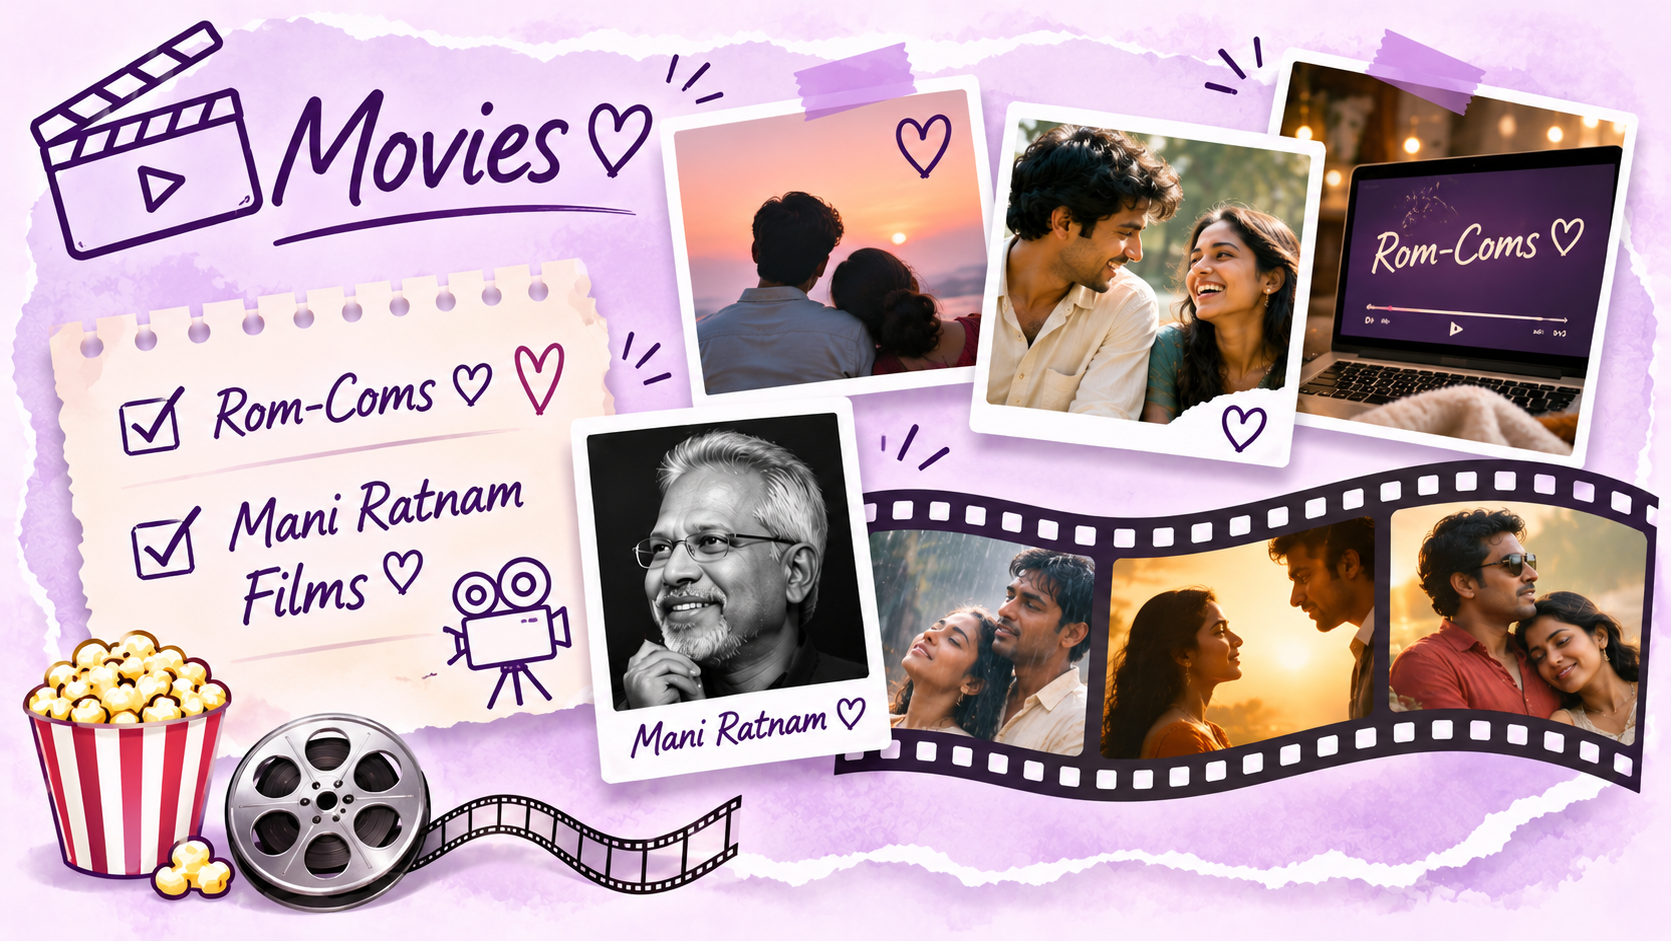 Movies
Rom-Coms
Mani Ratnam
Films
Mani Ratnam
Rom-Coms